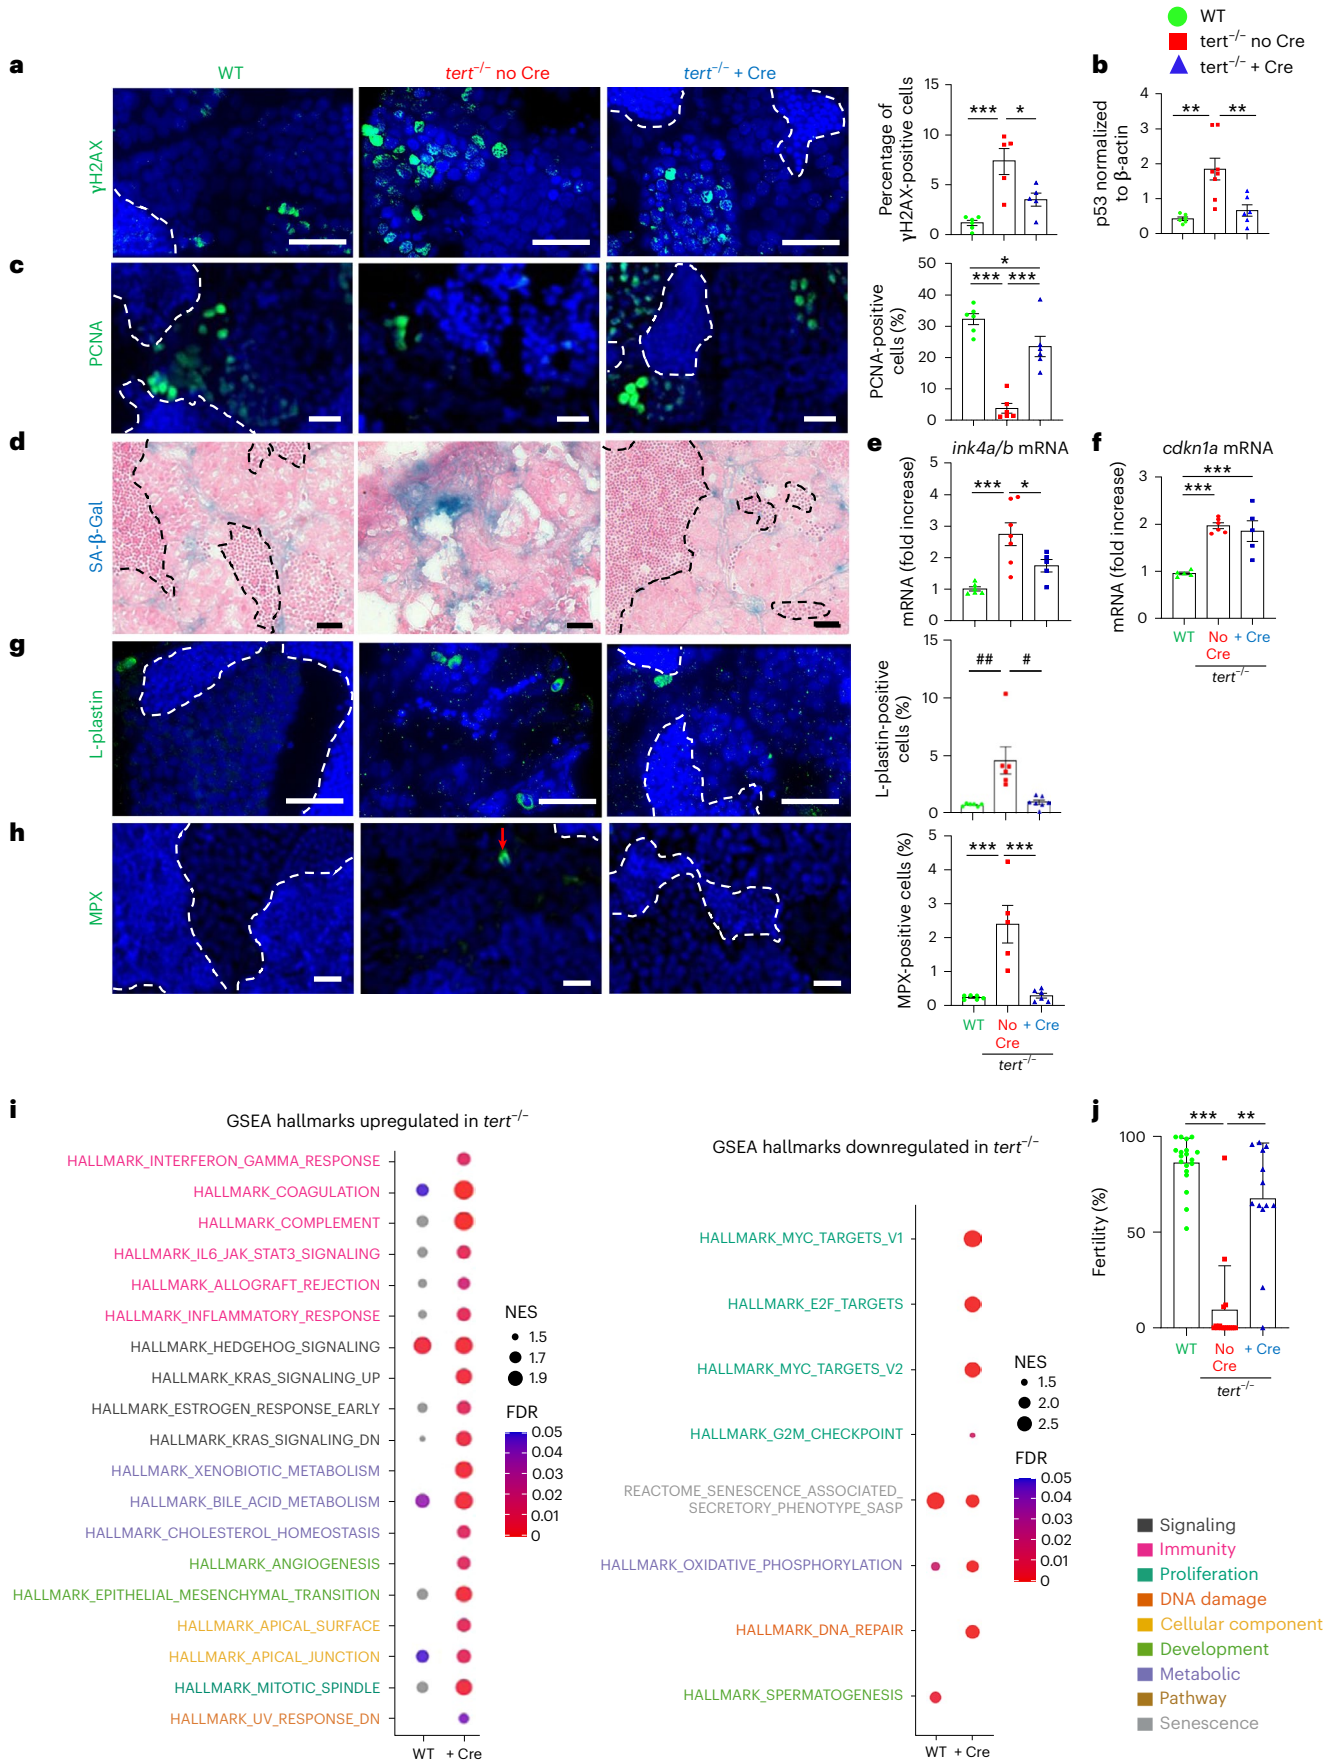 WT
tert−/− no Cre
tert−/− + Cre
a
WT
tert−/− no Cre
tert−/− + Cre
γH2AX
Percentage of
γH2AX-positive cells
15
10
5
0
***
*
b
p53 normalized
to β-actin
4
3
2
1
0
**
**
c
PCNA
PCNA-positive
cells (%)
50
40
30
20
10
0
*
***
***
d
SA-β-Gal
e
ink4a/b mRNA
mRNA (fold increase)
5
4
3
2
1
0
***
*
f
cdkn1a mRNA
mRNA (fold increase)
3
2
1
0
***
***
WT
No
Cre
+ Cre
tert−/−
g
L-plastin
L-plastin-positive
cells (%)
15
10
5
0
##
#
h
MPX
MPX-positive cells (%)
5
4
3
2
1
0
***
***
WT
No
Cre
+ Cre
tert−/−
i
GSEA hallmarks upregulated in tert−/−
HALLMARK_INTERFERON_GAMMA_RESPONSE
HALLMARK_COAGULATION
HALLMARK_COMPLEMENT
HALLMARK_IL6_JAK_STAT3_SIGNALING
HALLMARK_ALLOGRAFT_REJECTION
HALLMARK_INFLAMMATORY_RESPONSE
HALLMARK_HEDGEHOG_SIGNALING
HALLMARK_KRAS_SIGNALING_UP
HALLMARK_ESTROGEN_RESPONSE_EARLY
HALLMARK_KRAS_SIGNALING_DN
HALLMARK_XENOBIOTIC_METABOLISM
HALLMARK_BILE_ACID_METABOLISM
HALLMARK_CHOLESTEROL_HOMEOSTASIS
HALLMARK_ANGIOGENESIS
HALLMARK_EPITHELIAL_MESENCHYMAL_TRANSITION
HALLMARK_APICAL_SURFACE
HALLMARK_APICAL_JUNCTION
HALLMARK_MITOTIC_SPINDLE
HALLMARK_UV_RESPONSE_DN
WT + Cre
NES
1.5
1.7
1.9
FDR
0.05
0.04
0.03
0.02
0.01
0
GSEA hallmarks downregulated in tert−/−
HALLMARK_MYC_TARGETS_V1
HALLMARK_E2F_TARGETS
HALLMARK_MYC_TARGETS_V2
HALLMARK_G2M_CHECKPOINT
REACTOME_SENESCENCE_ASSOCIATED_
SECRETORY_PHENOTYPE_SASP
HALLMARK_OXIDATIVE_PHOSPHORYLATION
HALLMARK_DNA_REPAIR
HALLMARK_SPERMATOGENESIS
WT + Cre
NES
1.5
2.0
2.5
FDR
0.05
0.04
0.03
0.02
0.01
0
j
Fertility (%)
100
50
0
***
**
WT
No
Cre
+ Cre
tert−/−
Signaling
Immunity
Proliferation
DNA damage
Cellular component
Development
Metabolic
Pathway
Senescence